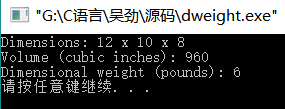 "G:\C语言\吴劲\源码\dweight.exe"
Dimensions: 12 x 10 x 8
Volume (cubic inches): 960
Dimensional weight (pounds): 6
请按任意键继续. . .